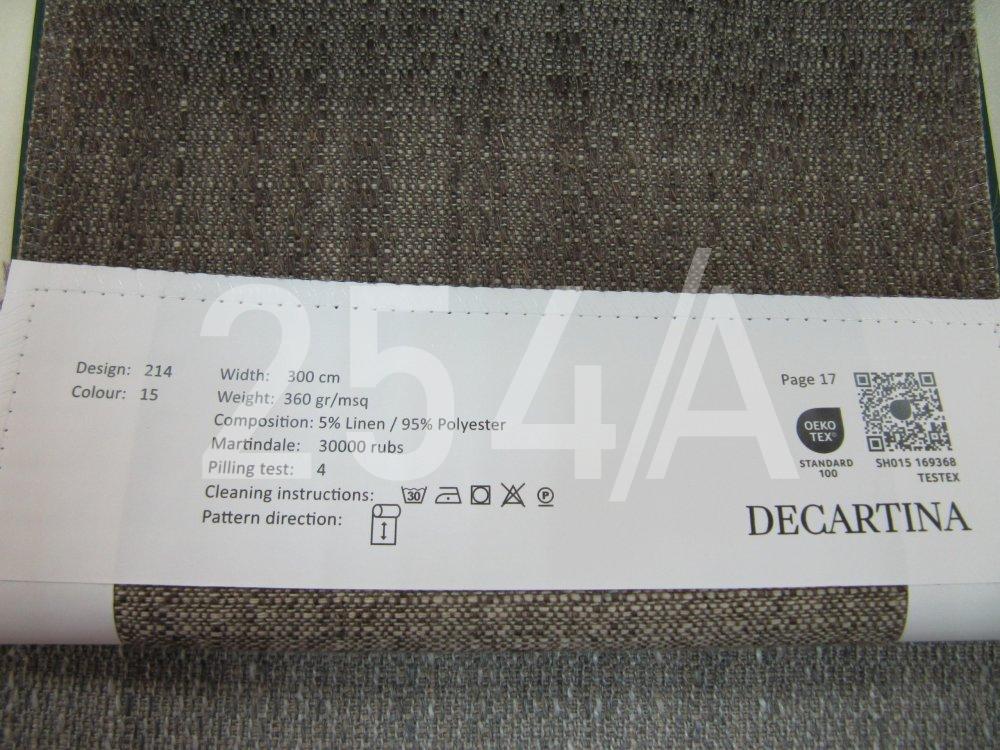 Design: 214
Colour: 15
Width: 300 cm
Weight: 360 gr/msq
Composition: 5% Linen / 95% Polyester
Martindale: 30000 rubs
Pilling test: 4
Cleaning instructions: 30 P
Pattern direction:
Page 17
OEKO
TEX®
STANDARD
100
SH015 169368
TESTEX
DECARTINA
254/A